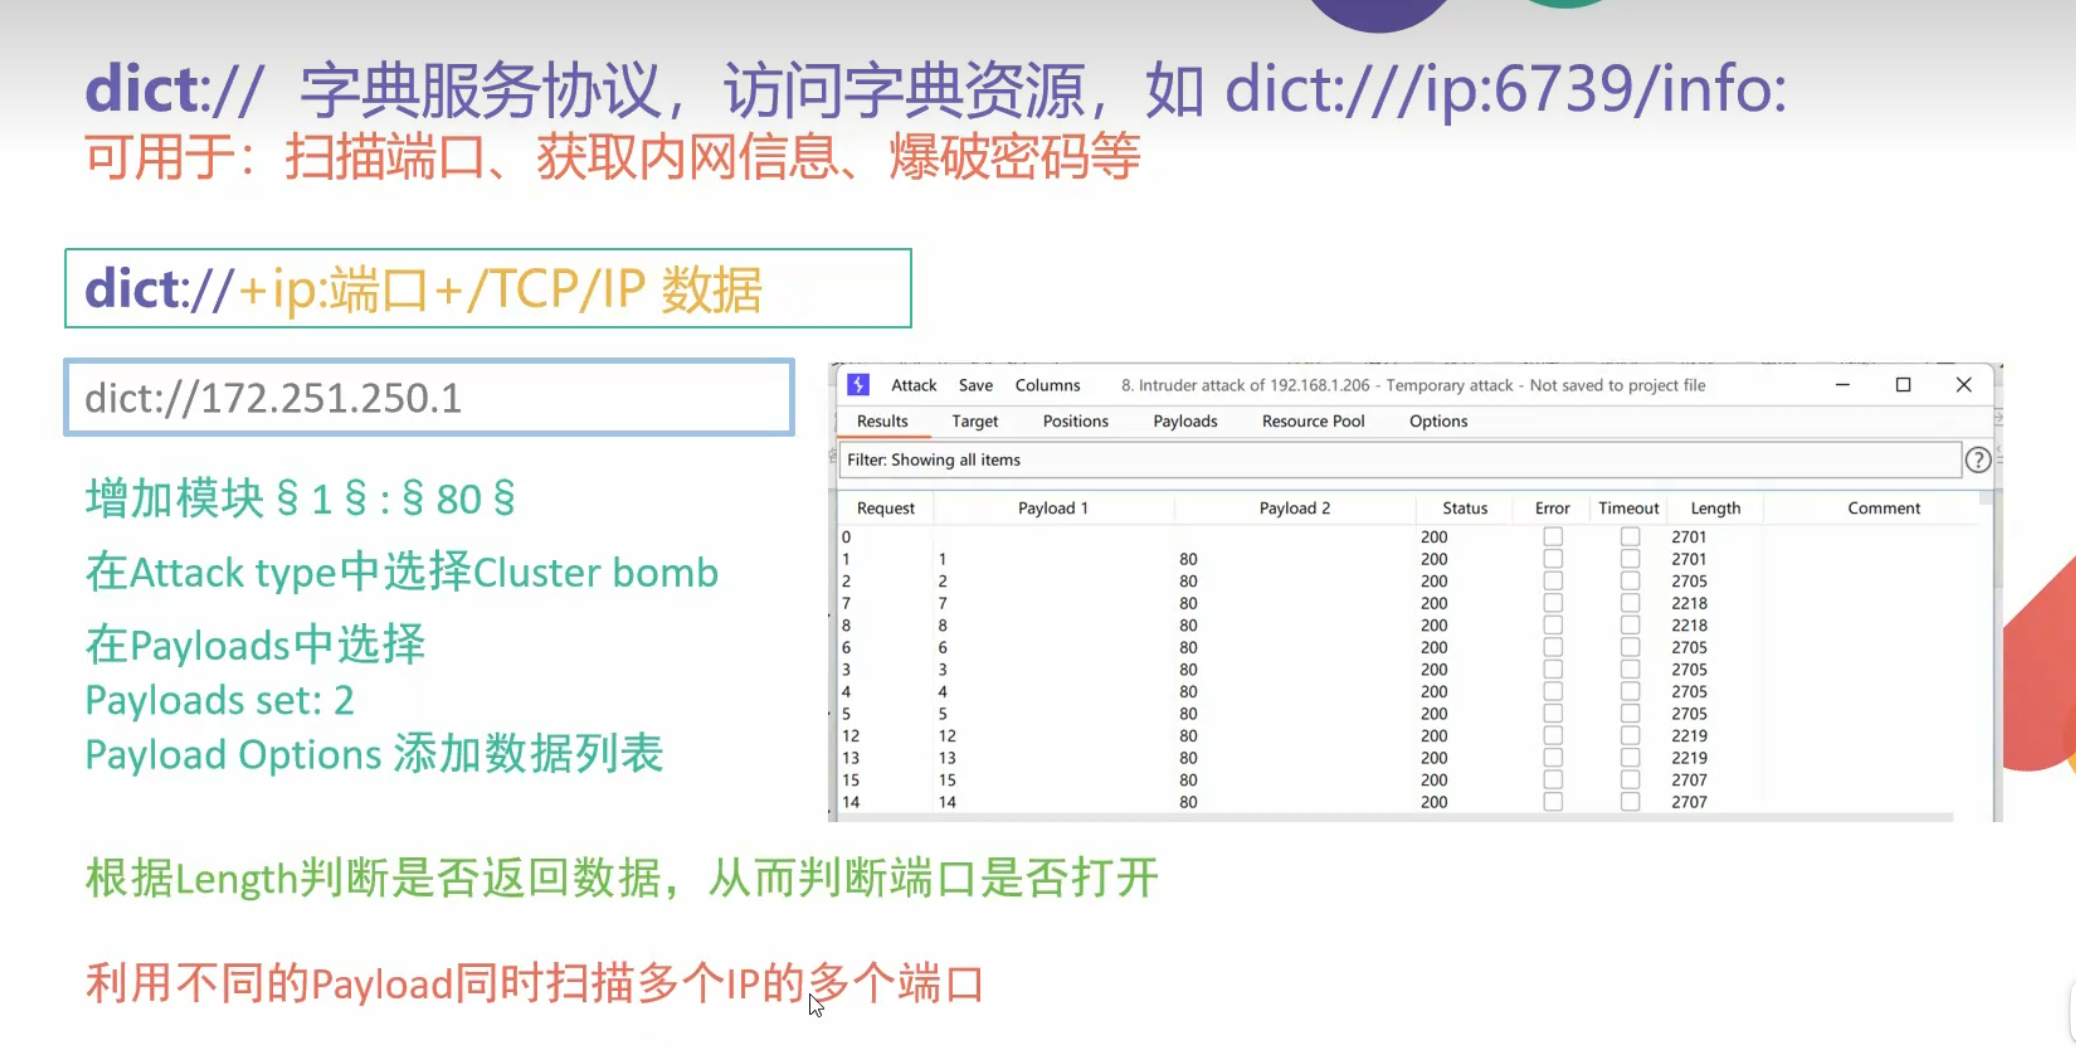 dict:// 字典服务协议，访问字典资源，如 dict:///ip:6739/info:
可用于：扫描端口、获取内网信息、爆破密码等
dict://+ip:端口+/TCP/IP 数据
dict://172.251.250.1
增加模块§1§:§80§
在Attack type中选择Cluster bomb
在Payloads中选择
Payloads set: 2
Payload Options 添加数据列表
Attack Save Columns 8. Intruder attack of 192.168.1.206 - Temporary attack - Not saved to project file
Results Target Positions Payloads Resource Pool Options
Filter: Showing all items
Request Payload 1 Payload 2 Status Error Timeout Length Comment
0 200 2701
1 1 80 200 2701
2 2 80 200 2705
7 7 80 200 2218
8 8 80 200 2218
6 6 80 200 2705
3 3 80 200 2705
4 4 80 200 2705
5 5 80 200 2705
12 12 80 200 2219
13 13 80 200 2219
15 15 80 200 2707
14 14 80 200 2707
根据Length判断是否返回数据，从而判断端口是否打开
利用不同的Payload同时扫描多个IP的多个端口